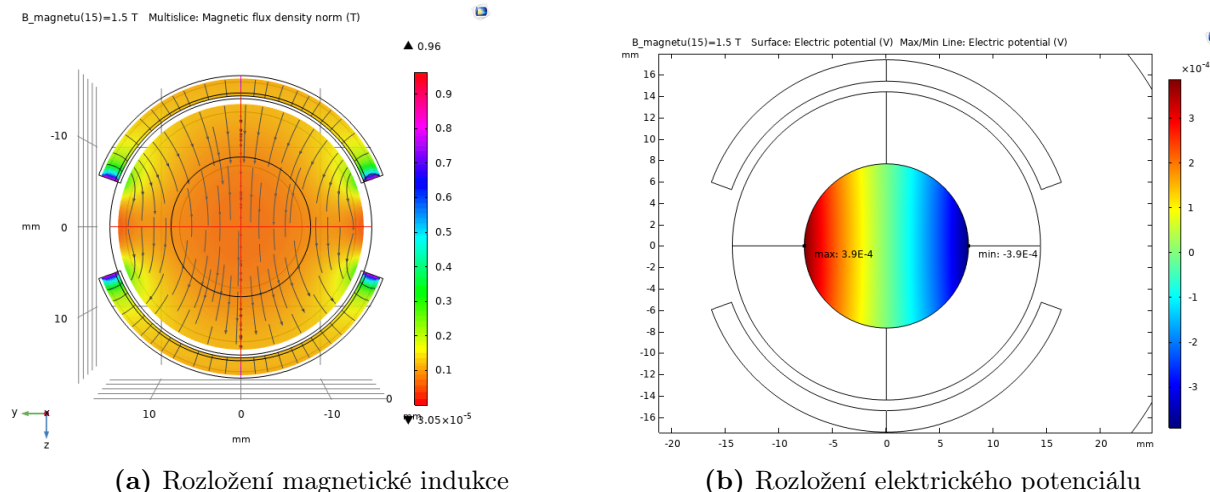 B_magnetu(15)=1.5 T   Multislice: Magnetic flux density norm (T)
▲ 0.96
0.9
0.8
0.7
0.6
0.5
0.4
0.3
0.2
0.1
0
▼ 3.05×10⁻⁵
-10
mm 0
10
10 0 -10
0
mm
mm
y x
z
(a) Rozložení magnetické indukce
B_magnetu(15)=1.5 T   Surface: Electric potential (V)  Max/Min Line: Electric potential (V)
mm
×10⁻⁴
16
14
12
10
8
6
4
2
0
-2
-4
-6
-8
-10
-12
-14
-16
max: 3.9E-4
min: -3.9E-4
-20 -15 -10 -5 0 5 10 15 20 mm
3
2
1
0
-1
-2
-3
(b) Rozložení elektrického potenciálu